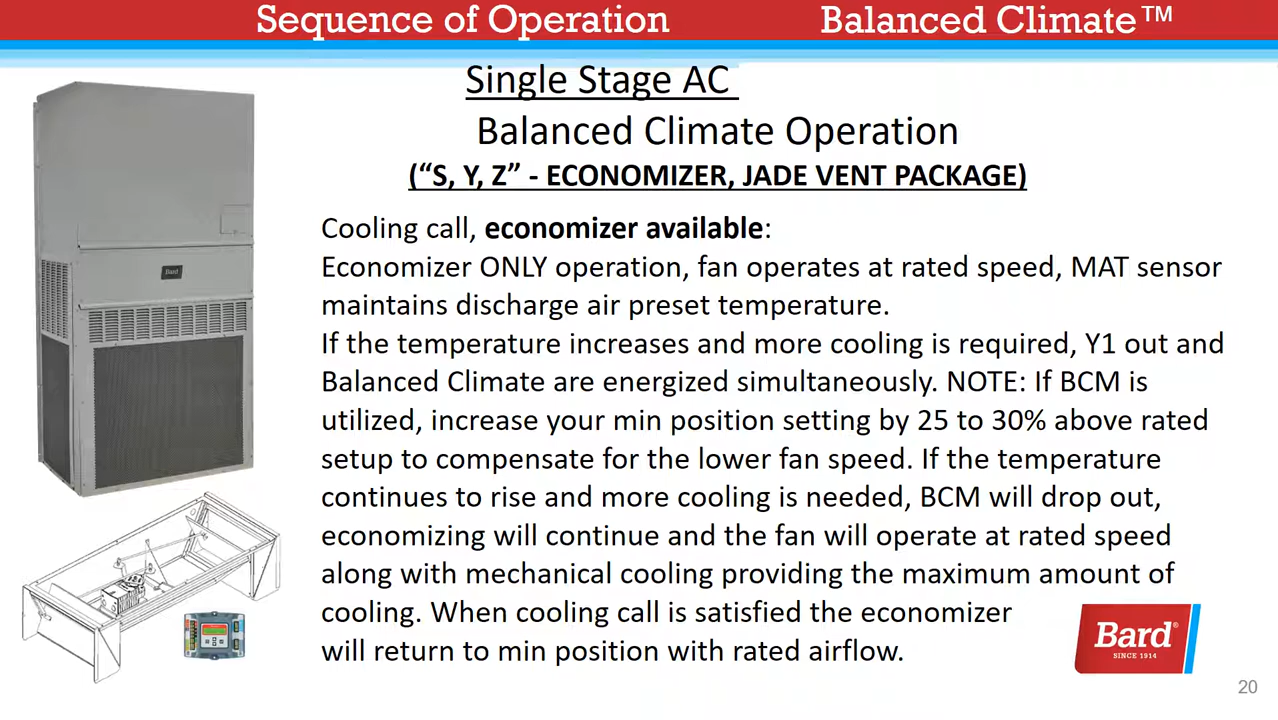 Sequence of Operation
Balanced Climate™
Single Stage AC
Balanced Climate Operation
(“S, Y, Z” - ECONOMIZER, JADE VENT PACKAGE)
Cooling call, economizer available:
Economizer ONLY operation, fan operates at rated speed, MAT sensor
maintains discharge air preset temperature.
If the temperature increases and more cooling is required, Y1 out and
Balanced Climate are energized simultaneously. NOTE: If BCM is
utilized, increase your min position setting by 25 to 30% above rated
setup to compensate for the lower fan speed. If the temperature
continues to rise and more cooling is needed, BCM will drop out,
economizing will continue and the fan will operate at rated speed
along with mechanical cooling providing the maximum amount of
cooling. When cooling call is satisfied the economizer
will return to min position with rated airflow.
Bard
Bard®
SINCE 1914
20